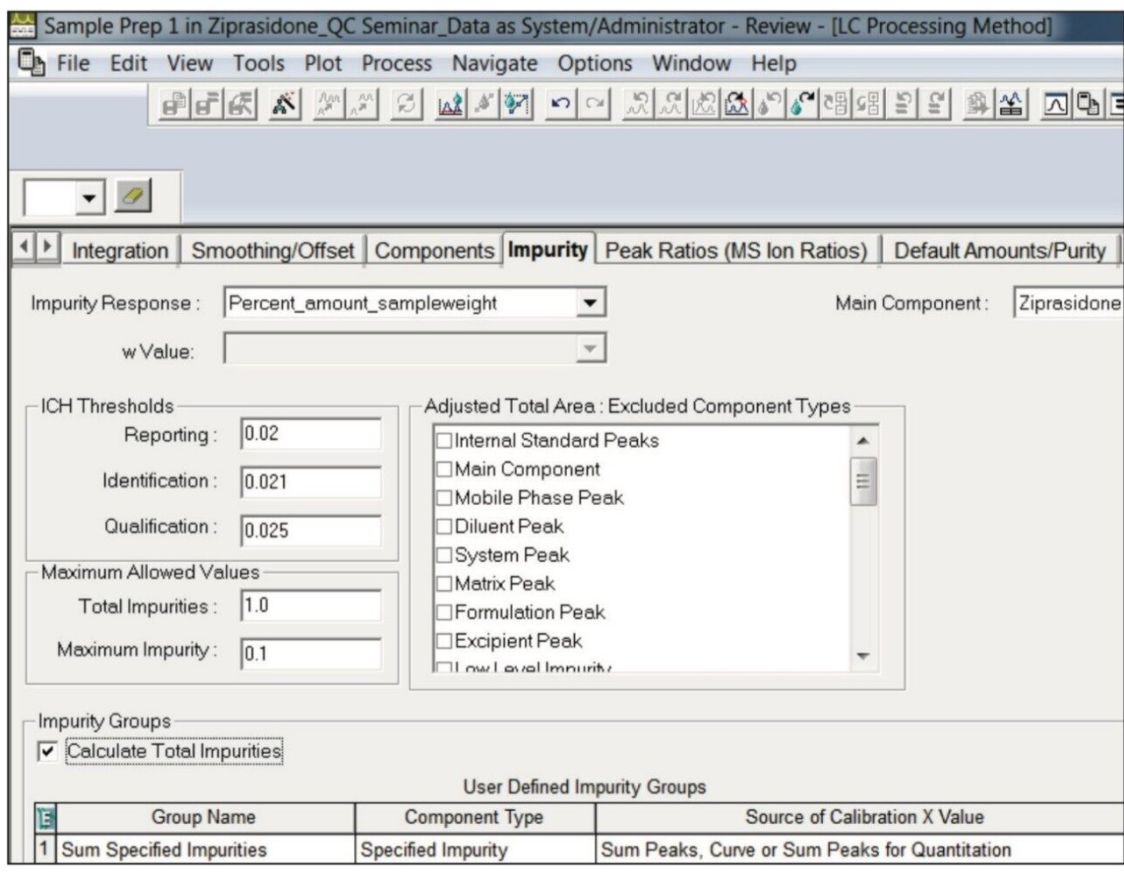 Sample Prep 1 in Ziprasidone_QC Seminar_Data as System/Administrator - Review - [LC Processing Method]
File Edit View Tools Plot Process Navigate Options Window Help
Integration Smoothing/Offset Components Impurity Peak Ratios (MS Ion Ratios) Default Amounts/Purity
Impurity Response : Percent_amount_sampleweight Main Component : Ziprasidone
w Value:
ICH Thresholds
Reporting : 0.02
Identification : 0.021
Qualification : 0.025
Maximum Allowed Values
Total Impurities : 1.0
Maximum Impurity : 0.1
Adjusted Total Area : Excluded Component Types
Internal Standard Peaks
Main Component
Mobile Phase Peak
Diluent Peak
System Peak
Matrix Peak
Formulation Peak
Excipient Peak
Low Level Impurity
Impurity Groups
Calculate Total Impurities
User Defined Impurity Groups
Group Name Component Type Source of Calibration X Value
1 Sum Specified Impurities Specified Impurity Sum Peaks, Curve or Sum Peaks for Quantitation